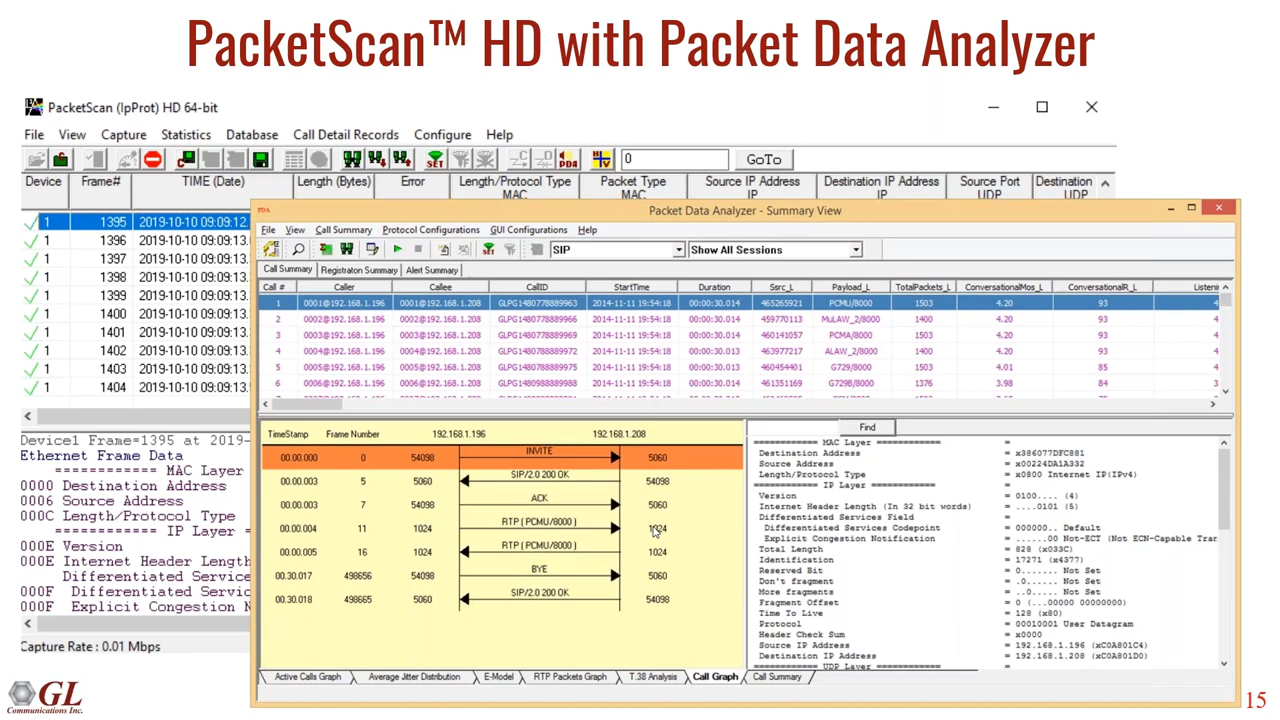 PacketScan™ HD with Packet Data Analyzer
PacketScan (IpProt) HD 64-bit
File View Capture Statistics Database Call Detail Records Configure Help
SET PDA 0 GoTo
Device Frame# TIME (Date) Length (Bytes) Error Length/Protocol Type Packet Type Source IP Address Destination IP Address Source Port Destination
MAC MAC IP IP UDP UDP
1 1395 2019-10-10 09:09:12.
1 1396 2019-10-10 09:09:13.
1 1397 2019-10-10 09:09:13.
1 1398 2019-10-10 09:09:13.
1 1399 2019-10-10 09:09:13.
1 1400 2019-10-10 09:09:13.
1 1401 2019-10-10 09:09:13.
1 1402 2019-10-10 09:09:13.
1 1403 2019-10-10 09:09:13.
1 1404 2019-10-10 09:09:13.
Device1 Frame=1395 at 2019-
Ethernet Frame Data
============ MAC Layer
0000 Destination Address
0006 Source Address
000C Length/Protocol Type
============ IP Layer
000E Version
000E Internet Header Leng
Differentiated Service
000F Differentiated Servic
000F Explicit Congestion N
Capture Rate : 0.01 Mbps
PDA Packet Data Analyzer - Summary View
File View Call Summary Protocol Configurations GUI Configurations Help
SET SIP Show All Sessions
Call Summary Registraton Summary Alert Summary
Call # Caller Callee CallID StartTime Duration Ssrc_L Payload_L TotalPackets_L ConversationalMos_L ConversationalR_L Listenin
1 0001@192.168.1.196 0001@192.168.1.208 GLPG1480778889963 2014-11-11 19:54:18 00:00:30.014 465265921 PCMU/8000 1503 4.20 93 4
2 0002@192.168.1.196 0002@192.168.1.208 GLPG1480778889966 2014-11-11 19:54:18 00:00:30.014 459770113 MuLAW_2/8000 1400 4.20 93 4
3 0003@192.168.1.196 0003@192.168.1.208 GLPG1480788889969 2014-11-11 19:54:18 00:00:30.014 460141057 PCMA/8000 1503 4.20 93 4
4 0004@192.168.1.196 0004@192.168.1.208 GLPG1480788889972 2014-11-11 19:54:18 00:00:30.013 463977217 ALAW_2/8000 1400 4.20 93 4
5 0005@192.168.1.196 0005@192.168.1.208 GLPG1480788889975 2014-11-11 19:54:18 00:00:30.013 460454401 G729/8000 1503 4.01 85 4
6 0006@192.168.1.196 0006@192.168.1.208 GLPG1480988889988 2014-11-11 19:54:18 00:00:30.013 461351169 G729B/8000 1376 3.98 84 3
TimeStamp Frame Number 192.168.1.196 192.168.1.208
00.00.000 0 54098 INVITE 5060
00.00.003 5 5060 SIP/2.0 200 OK 54098
00.00.003 7 54098 ACK 5060
00.00.004 11 1024 RTP ( PCMU/8000 ) 1024
00.00.005 16 1024 RTP ( PCMU/8000 ) 1024
00.30.017 498656 54098 BYE 5060
00.30.018 498665 5060 SIP/2.0 200 OK 54098
Find
============ MAC Layer ============ =
Destination Address = x386077DFC881
Source Address = x00224DA1A332
Length/Protocol Type = x0800 Internet IP(IPv4)
============ IP Layer ============ =
Version = 0100.... (4)
Internet Header Length (In 32 bit words) = ....0101 (5)
Differentiated Services Field =
Differentiated Services Codepoint = 000000.. Default
Explicit Congestion Notification = ......00 Not-ECT (Not ECN-Capable Tran
Total Length = 828 (x033C)
Identification = 17271 (x4377)
Reserved Bit = 0....... Not Set
Don't fragment = .0...... Not Set
More fragments = ..0..... Not Set
Fragment Offset = 0 (...00000 00000000)
Time To Live = 128 (x80)
Protocol = 00010001 User Datagram
Header Check Sum = x0000
Source IP Address = 192.168.1.196 (xC0A801C4)
Destination IP Address = 192.168.1.208 (xC0A801D0)
============ UDP Layer ============ =
Active Calls Graph Average Jitter Distribution E-Model RTP Packets Graph T.38 Analysis Call Graph Call Summary
GL
Communications Inc.
15